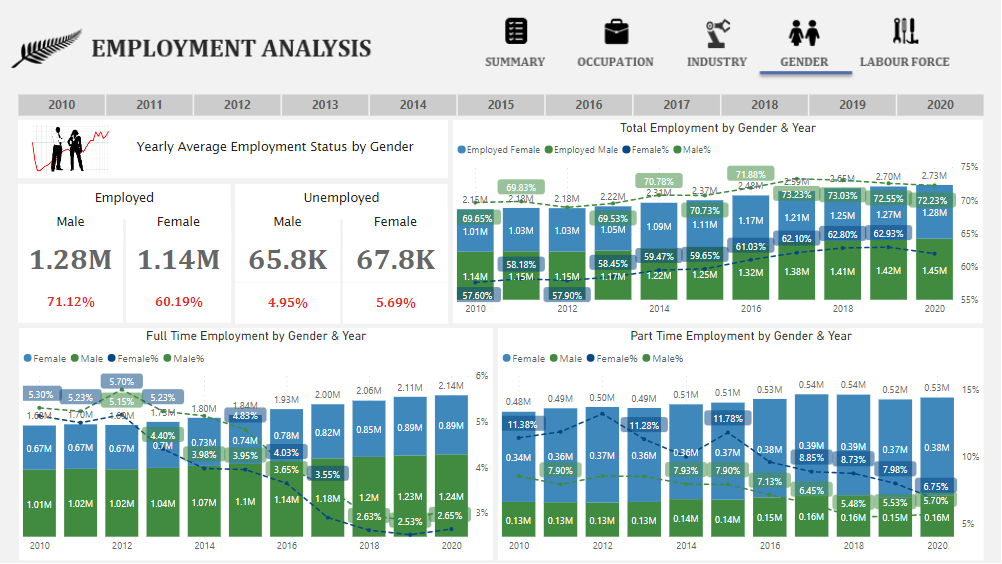 EMPLOYMENT ANALYSIS
SUMMARY OCCUPATION INDUSTRY GENDER LABOUR FORCE
2010 2011 2012 2013 2014 2015 2016 2017 2018 2019 2020
Yearly Average Employment Status by Gender
Employed Unemployed
Male Female Male Female
1.28M 1.14M 65.8K 67.8K
71.12% 60.19% 4.95% 5.69%
Total Employment by Gender & Year
Employed Female Employed Male Female% Male%
75%
71.88%
70.78%
69.83%
2.15M 2.18M 2.18M 2.22M 2.31M 2.37M 2.48M 2.59M 2.65M 2.70M 2.73M
73.23% 73.03% 72.55% 72.23%
70%
69.65% 69.53% 70.73%
1.01M 1.03M 1.03M 1.05M 1.09M 1.11M 1.17M 1.21M 1.25M 1.27M 1.28M
65%
61.03% 62.10% 62.80% 62.93%
58.18% 58.45% 59.47% 59.65%
60%
1.14M 1.15M 1.15M 1.17M 1.22M 1.25M 1.32M 1.38M 1.41M 1.42M 1.45M
57.60% 57.90%
55%
2010 2012 2014 2016 2018 2020
Full Time Employment by Gender & Year
Female Male Female% Male%
6%
5.30% 5.23% 5.70% 5.23%
5.15%
1.70M 1.75M 1.80M 1.84M 1.93M 2.00M 2.06M 2.11M 2.14M
4.83%
5%
0.67M 0.67M 0.67M 0.7M 0.73M 0.74M 0.78M 0.82M 0.85M 0.89M 0.89M
4.40% 3.98% 3.95% 4.03%
4%
3.65% 3.55%
1.01M 1.02M 1.02M 1.04M 1.07M 1.1M 1.14M 1.18M 1.2M 1.23M 1.24M
2.63% 2.53% 2.65%
3%
2010 2012 2014 2016 2018 2020
Part Time Employment by Gender & Year
Female Male Female% Male%
15%
0.48M 0.49M 0.50M 0.49M 0.51M 0.51M 0.53M 0.54M 0.54M 0.52M 0.53M
11.38% 11.28% 11.78%
0.34M 0.36M 0.37M 0.36M 0.36M 0.37M 0.38M 0.39M 0.39M 0.37M 0.38M
10%
8.85% 8.73% 7.98% 6.75%
7.90% 7.93% 7.90% 7.13% 6.45% 5.48% 5.53% 5.70%
0.13M 0.13M 0.13M 0.13M 0.14M 0.14M 0.15M 0.16M 0.16M 0.15M 0.16M
5%
2010 2012 2014 2016 2018 2020